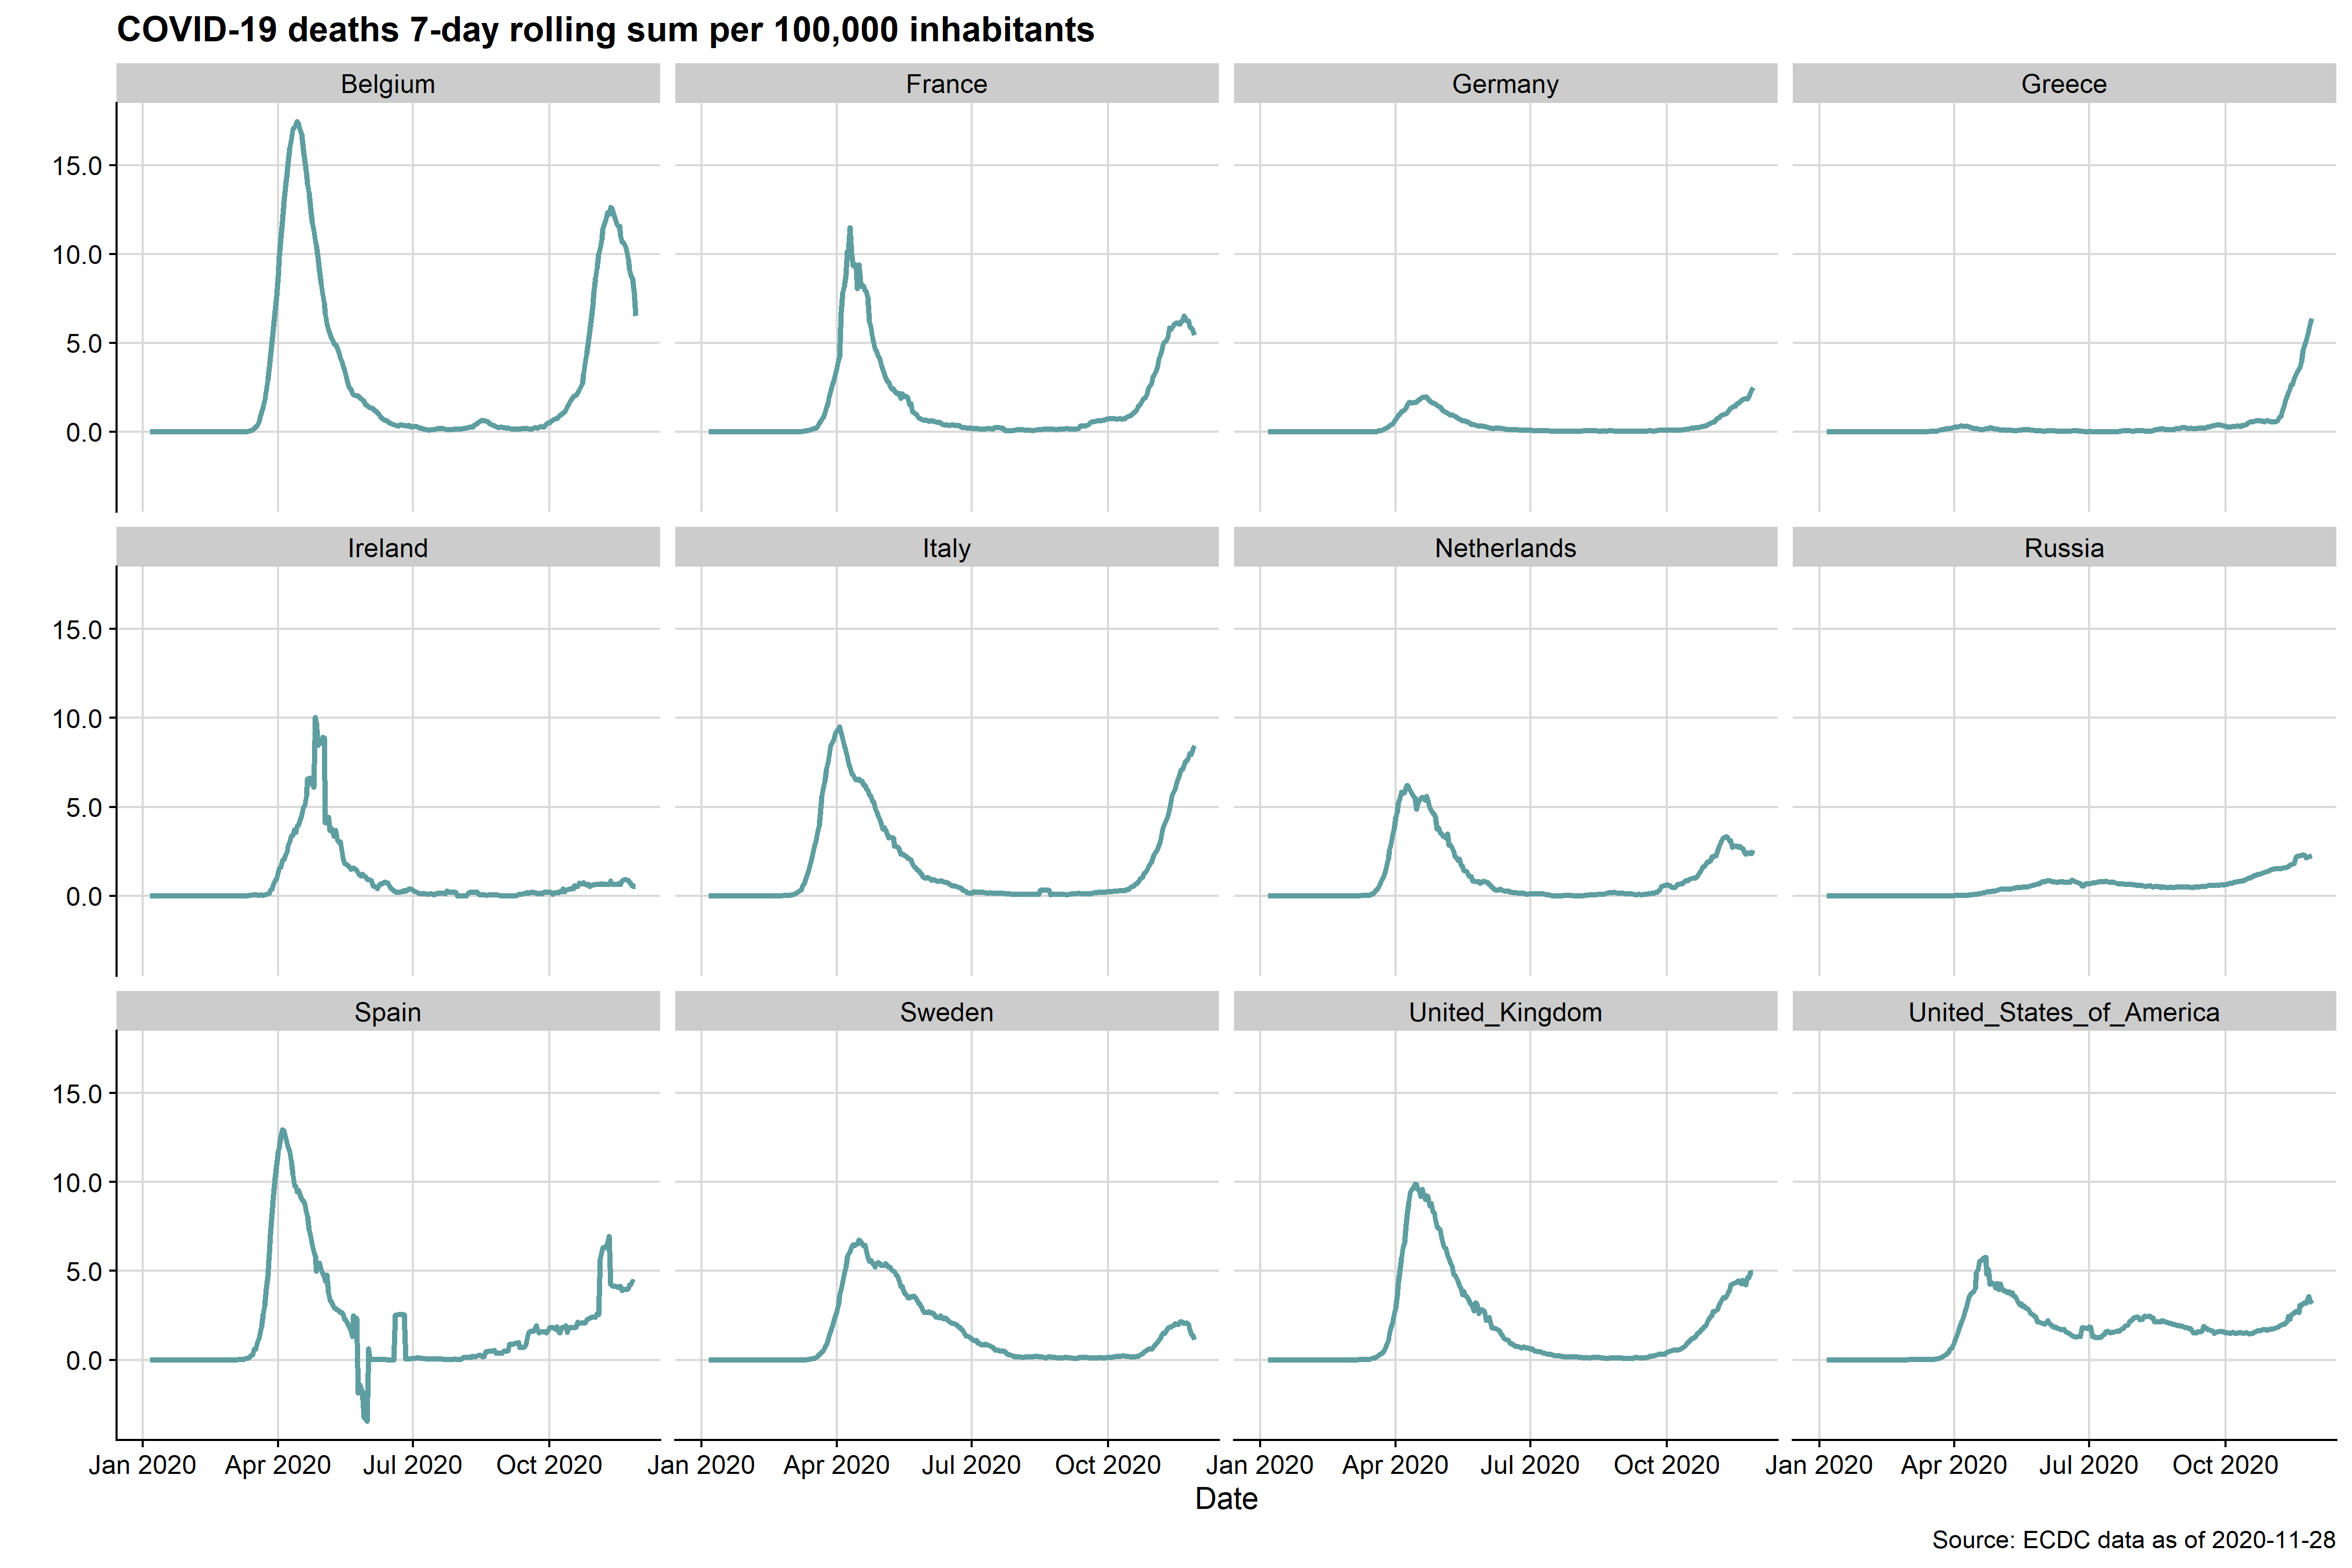 COVID-19 deaths 7-day rolling sum per 100,000 inhabitants
Belgium France Germany Greece
15.0
10.0
5.0
0.0
Ireland Italy Netherlands Russia
15.0
10.0
5.0
0.0
Spain Sweden United_Kingdom United_States_of_America
15.0
10.0
5.0
0.0
Jan 2020 Apr 2020 Jul 2020 Oct 2020 Jan 2020 Apr 2020 Jul 2020 Oct 2020 Jan 2020 Apr 2020 Jul 2020 Oct 2020 Jan 2020 Apr 2020 Jul 2020 Oct 2020
Date
Source: ECDC data as of 2020-11-28